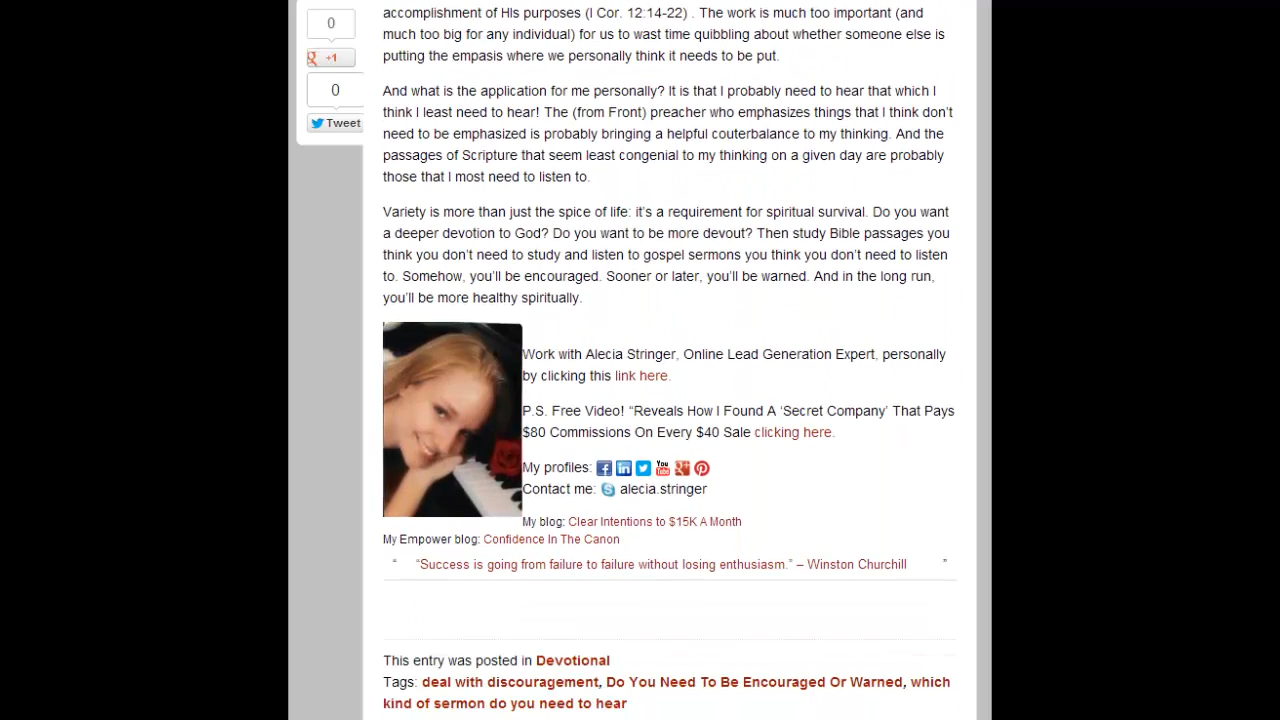 0
+1
0
Tweet
accomplishment of HIs purposes (I Cor. 12:14-22) . The work is much too important (and
much too big for any individual) for us to wast time quibbling about whether someone else is
putting the empasis where we personally think it needs to be put.
And what is the application for me personally? It is that I probably need to hear that which I
think I least need to hear! The (from Front) preacher who emphasizes things that I think don’t
need to be emphasized is probably bringing a helpful couterbalance to my thinking. And the
passages of Scripture that seem least congenial to my thinking on a given day are probably
those that I most need to listen to.
Variety is more than just the spice of life: it’s a requirement for spiritual survival. Do you want
a deeper devotion to God? Do you want to be more devout? Then study Bible passages you
think you don’t need to study and listen to gospel sermons you think you don’t need to listen
to. Somehow, you’ll be encouraged. Sooner or later, you’ll be warned. And in the long run,
you’ll be more healthy spiritually.
Work with Alecia Stringer, Online Lead Generation Expert, personally
by clicking this link here.
P.S. Free Video! “Reveals How I Found A ‘Secret Company’ That Pays
$80 Commissions On Every $40 Sale clicking here.
My profiles:
Contact me: alecia.stringer
My blog: Clear Intentions to $15K A Month
My Empower blog: Confidence In The Canon
“ “Success is going from failure to failure without losing enthusiasm.” – Winston Churchill ”
This entry was posted in Devotional
Tags: deal with discouragement, Do You Need To Be Encouraged Or Warned, which
kind of sermon do you need to hear